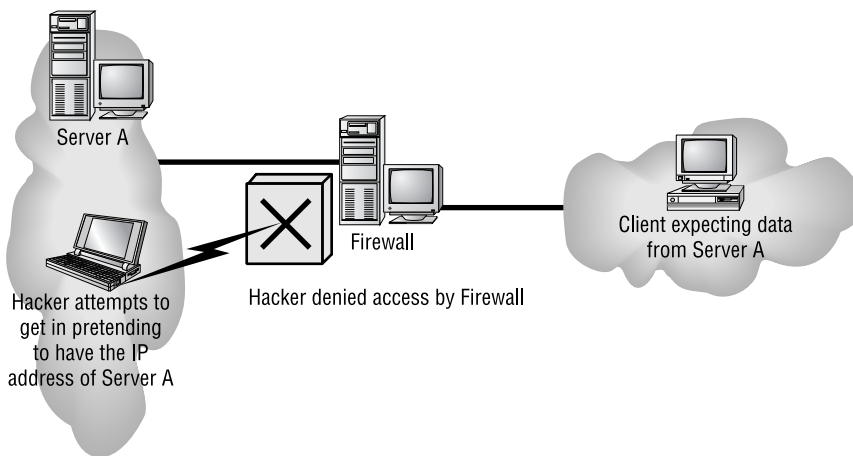 Server A
Firewall
Client expecting data
from Server A
Hacker attempts to
get in pretending
to have the IP
address of Server A
Hacker denied access by Firewall